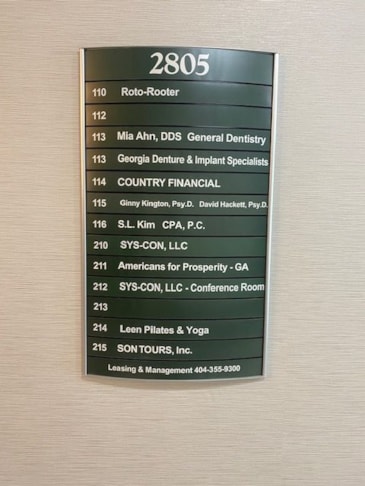 2805
110 Roto-Rooter
112
113 Mia Ahn, DDS General Dentistry
113 Georgia Denture & Implant Specialists
114 COUNTRY FINANCIAL
115 Ginny Kington, Psy.D. David Hackett, Psy.D.
116 S.L. Kim CPA, P.C.
210 SYS-CON, LLC
211 Americans for Prosperity - GA
212 SYS-CON, LLC - Conference Room
213
214 Leen Pilates & Yoga
215 SON TOURS, Inc.
Leasing & Management 404-355-9300